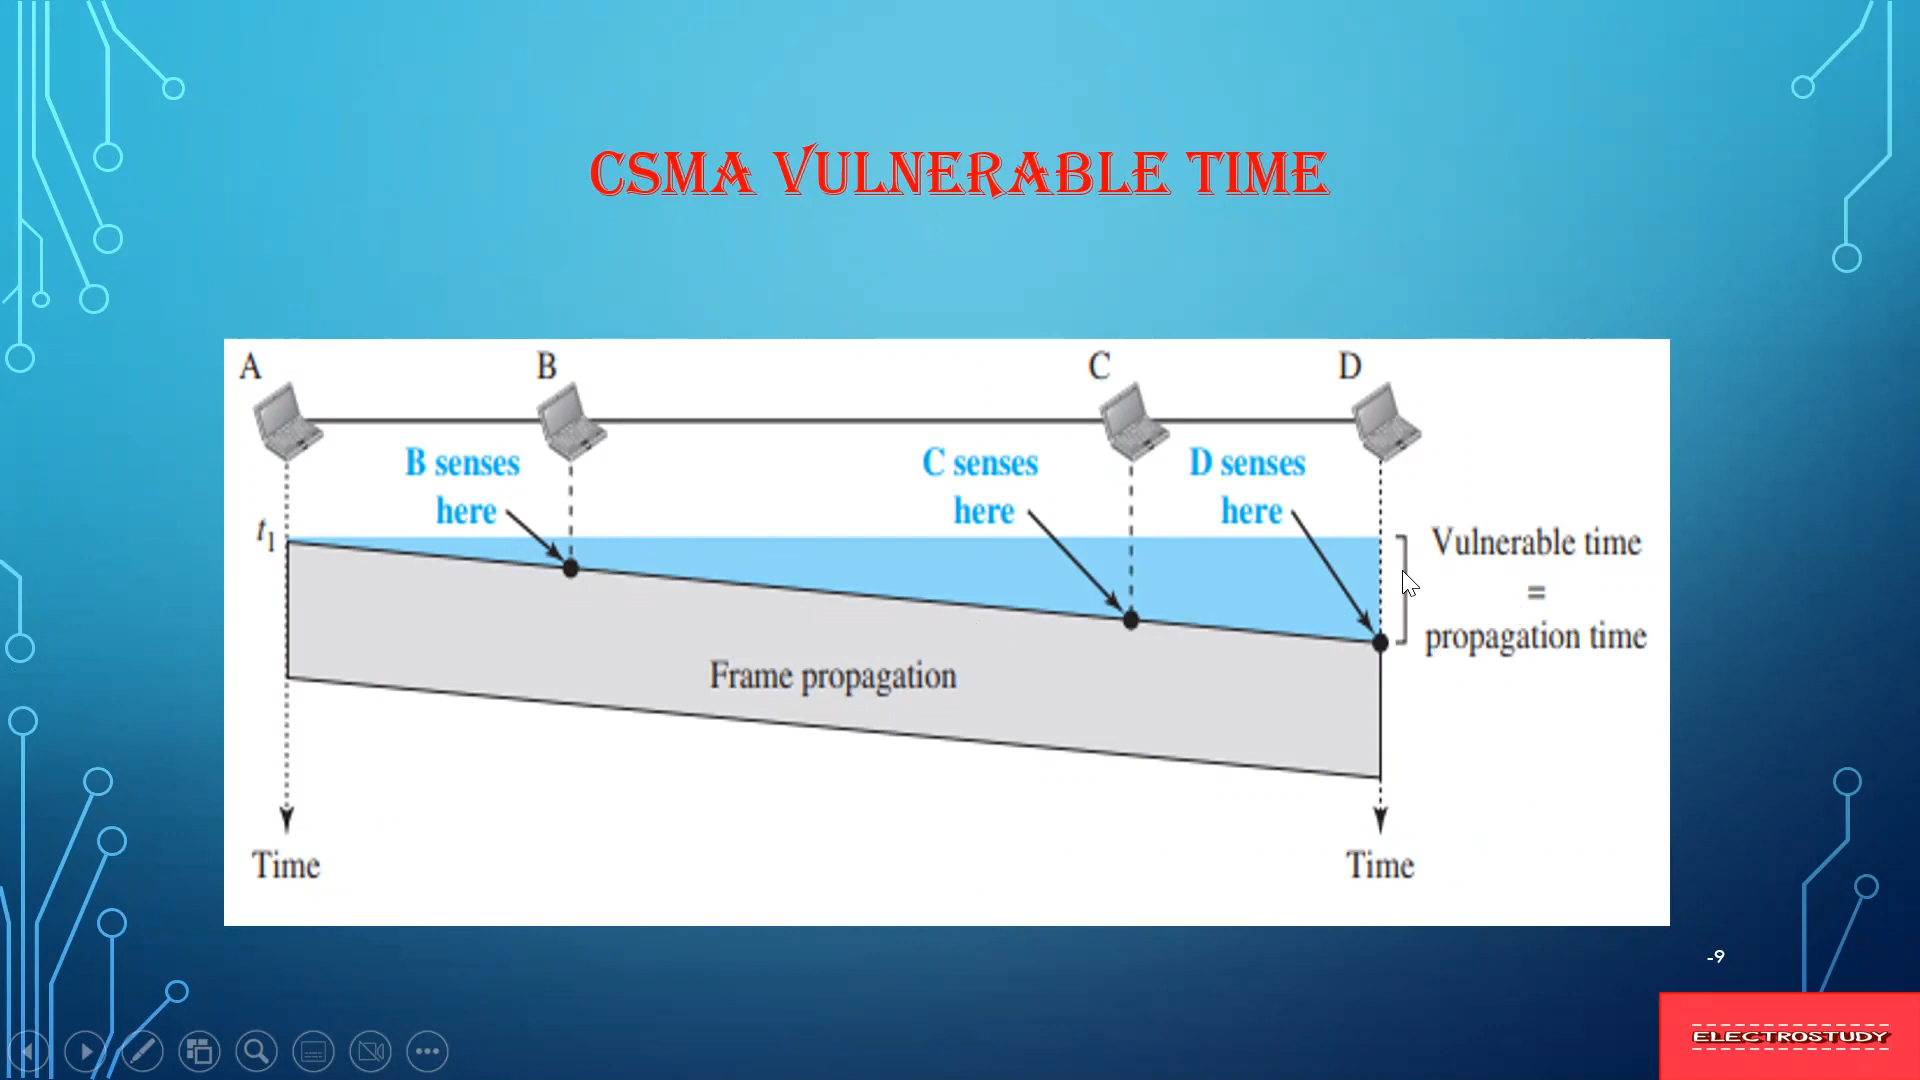 CSMA VULNERABLE TIME
A B C D
B senses
here
C senses
here
D senses
here
t1
Vulnerable time
=
propagation time
Frame propagation
Time
Time
-9
ELECTROSTUDY